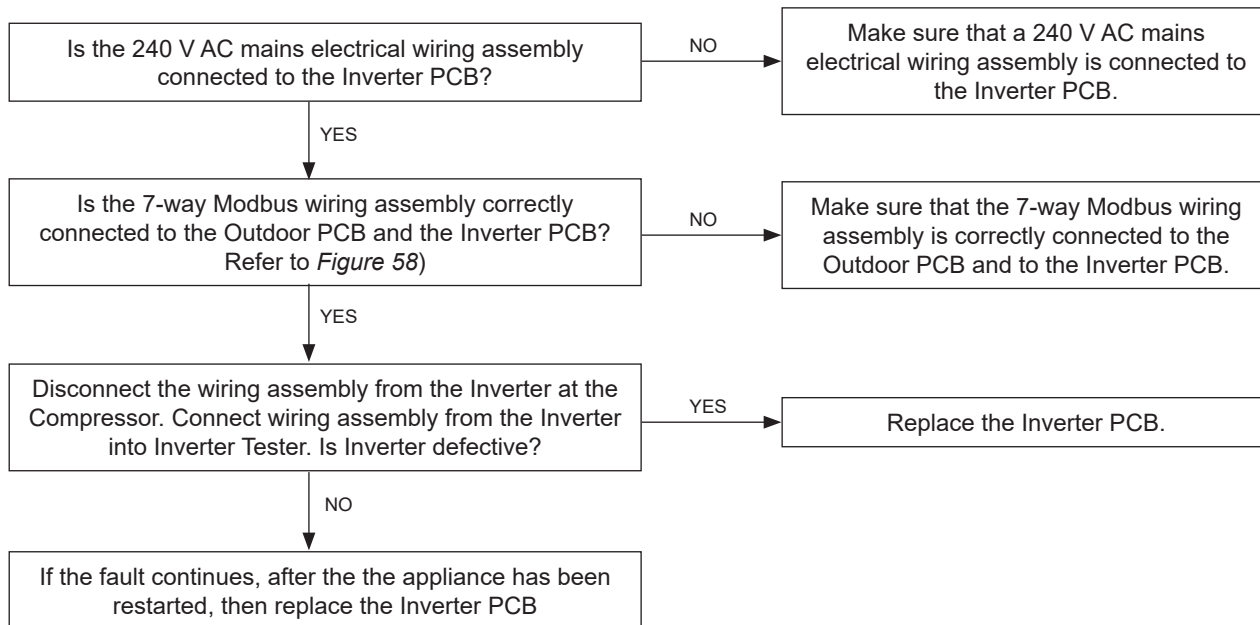 Is the 240 V AC mains electrical wiring assembly
connected to the Inverter PCB?
NO
Make sure that a 240 V AC mains
electrical wiring assembly is connected to
the Inverter PCB.
YES
Is the 7-way Modbus wiring assembly correctly
connected to the Outdoor PCB and the Inverter PCB?
Refer to Figure 58)
NO
Make sure that the 7-way Modbus wiring
assembly is correctly connected to the
Outdoor PCB and to the Inverter PCB.
YES
Disconnect the wiring assembly from the Inverter at the
Compressor. Connect wiring assembly from the Inverter
into Inverter Tester. Is Inverter defective?
YES
Replace the Inverter PCB.
NO
If the fault continues, after the the appliance has been
restarted, then replace the Inverter PCB